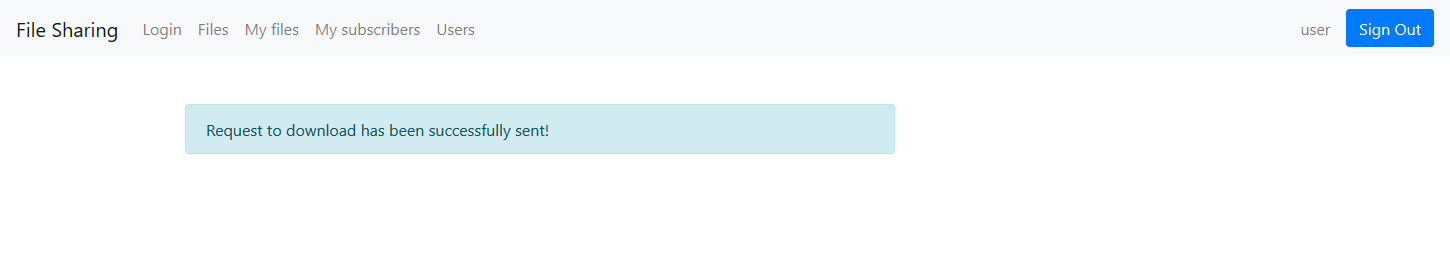 File Sharing Login Files My files My subscribers Users user Sign Out
Request to download has been successfully sent!